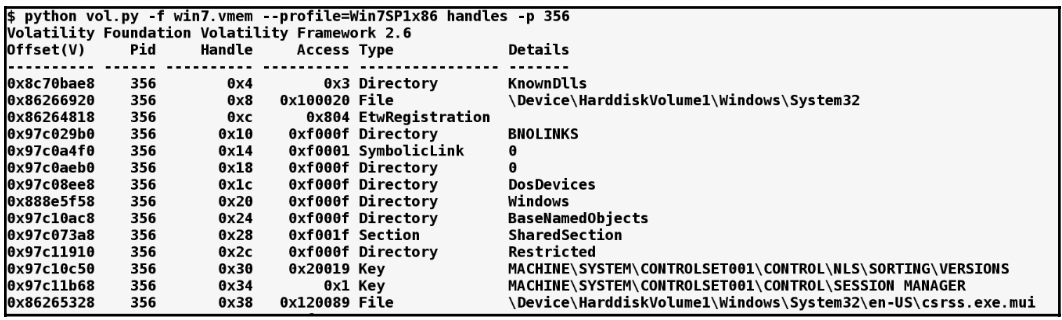 $ python vol.py -f win7.vmem --profile=Win7SP1x86 handles -p 356
Volatility Foundation Volatility Framework 2.6
Offset(V)     Pid     Handle     Access Type             Details
---------- ------ ---------- ---------- ---------------- -------
0x8c70bae8    356        0x4        0x3 Directory        KnownDlls
0x86266920    356        0x8   0x100020 File             \Device\HarddiskVolume1\Windows\System32
0x86264818    356        0xc      0x804 EtwRegistration
0x97c029b0    356       0x10    0xf000f Directory        BNOLINKS
0x97c0a4f0    356       0x14    0xf0001 SymbolicLink     0
0x97c0aeb0    356       0x18    0xf000f Directory        0
0x97c08ee8    356       0x1c    0xf000f Directory        DosDevices
0x888e5f58    356       0x20    0xf000f Directory        Windows
0x97c10ac8    356       0x24    0xf000f Directory        BaseNamedObjects
0x97c073a8    356       0x28    0xf001f Section          SharedSection
0x97c11910    356       0x2c    0xf000f Directory        Restricted
0x97c10c50    356       0x30    0x20019 Key              MACHINE\SYSTEM\CONTROLSET001\CONTROL\NLS\SORTING\VERSIONS
0x97c11b68    356       0x34        0x1 Key              MACHINE\SYSTEM\CONTROLSET001\CONTROL\SESSION MANAGER
0x86265328    356       0x38   0x120089 File             \Device\HarddiskVolume1\Windows\System32\en-US\csrss.exe.mui